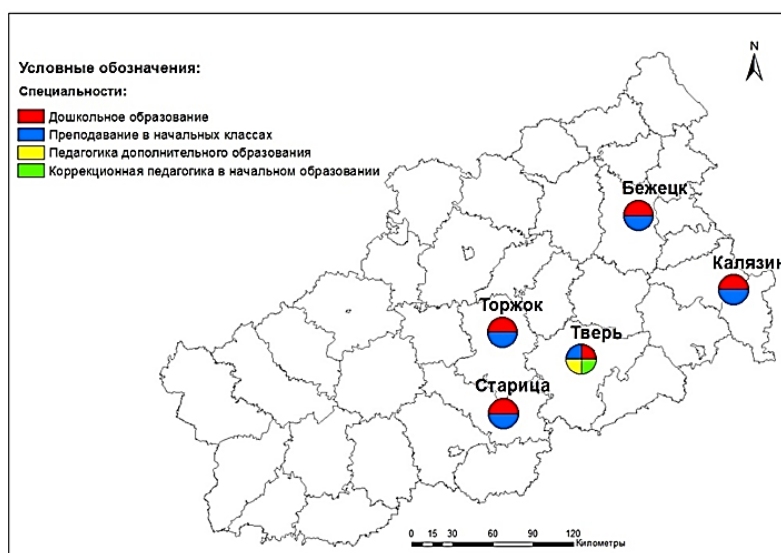 Условные обозначения:
Специальности:
Дошкольное образование
Преподавание в начальных классах
Педагогика дополнительного образования
Коррекционная педагогика в начальном образовании
N
Бежецк
Калязин
Торжок
Тверь
Старица
0 15 30 60 90 120
Километры